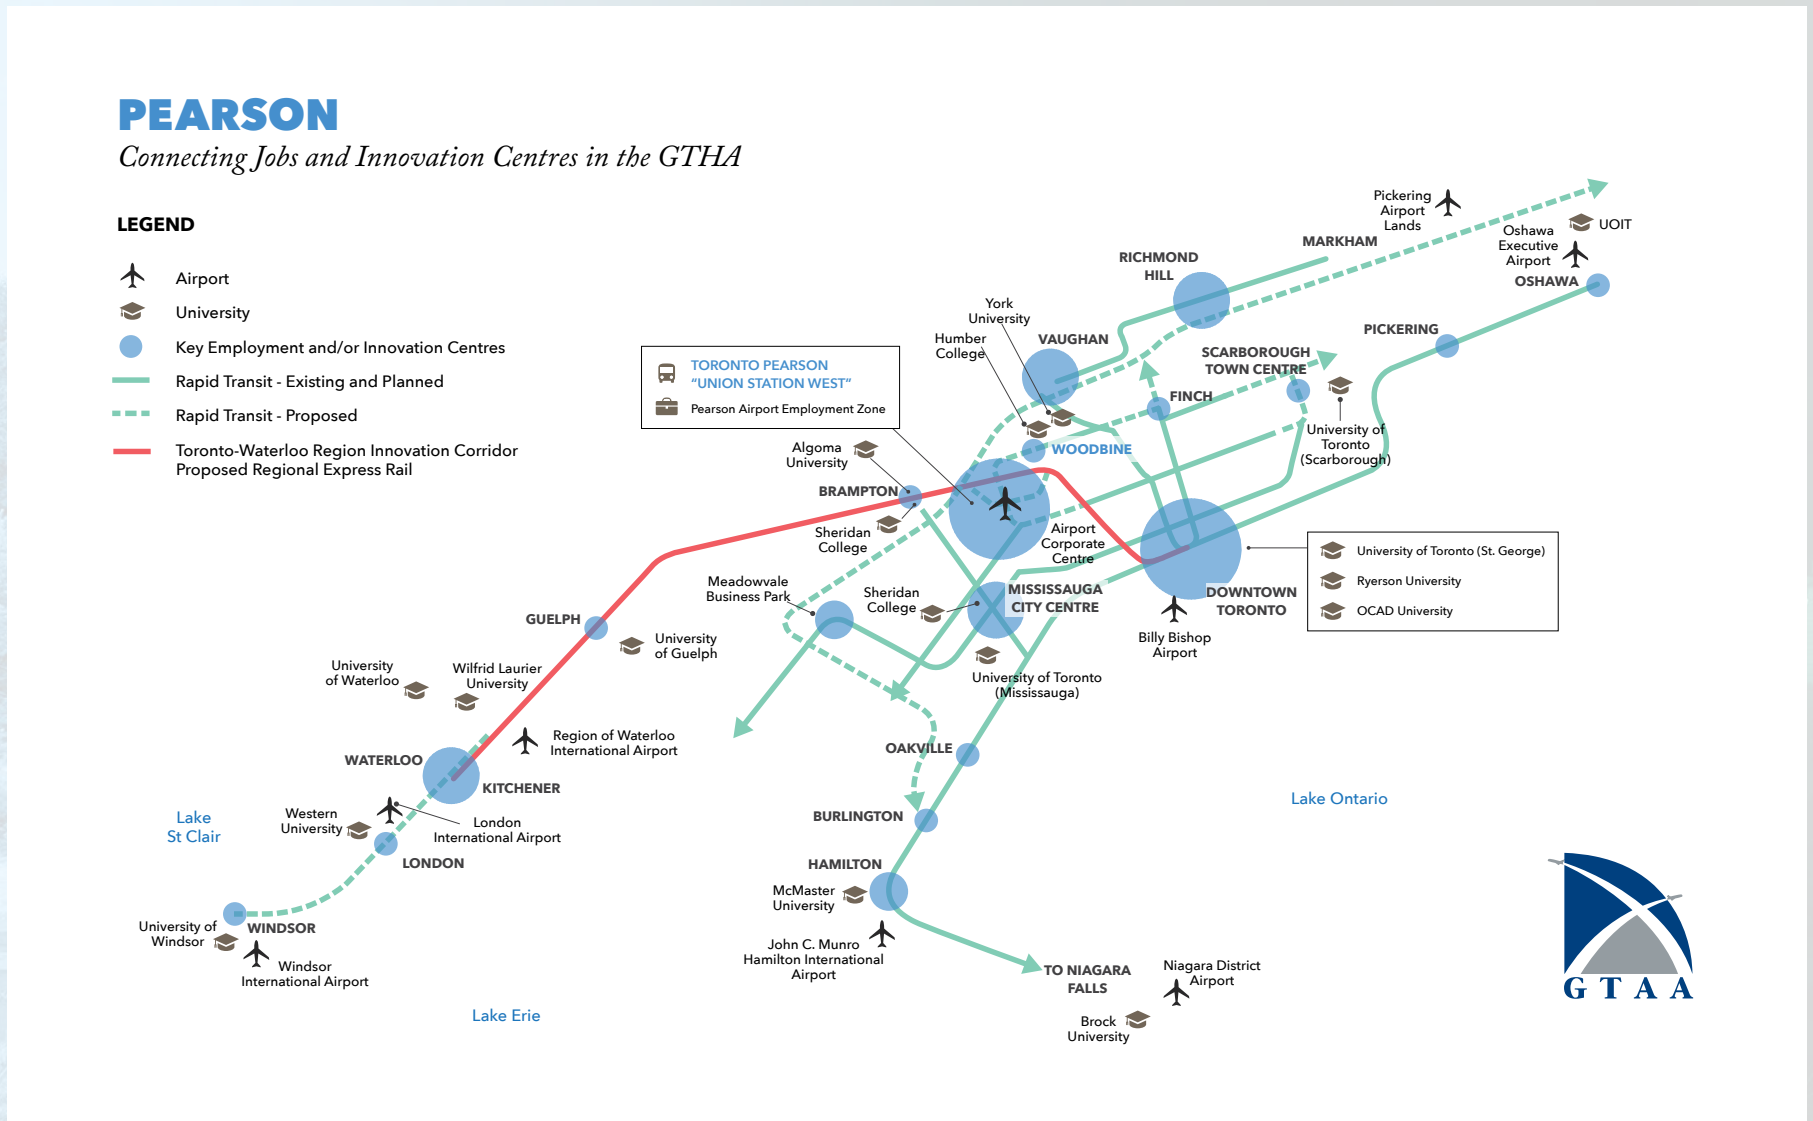 PEARSON
Connecting Jobs and Innovation Centres in the GTHA
LEGEND
Airport
University
Key Employment and/or Innovation Centres
Rapid Transit - Existing and Planned
Rapid Transit - Proposed
Toronto-Waterloo Region Innovation Corridor
Proposed Regional Express Rail
Pickering
Airport
Lands
UOIT
Oshawa
Executive
Airport
OSHAWA
MARKHAM
RICHMOND
HILL
PICKERING
York
University
Humber
College
VAUGHAN
SCARBOROUGH
TOWN CENTRE
FINCH
TORONTO PEARSON
“UNION STATION WEST”
Pearson Airport Employment Zone
University of
Toronto
(Scarborough)
WOODBINE
Algoma
University
BRAMPTON
Sheridan
College
Airport
Corporate
Centre
University of Toronto (St. George)
Ryerson University
OCAD University
DOWNTOWN
TORONTO
Billy Bishop
Airport
Meadowvale
Business Park
Sheridan
College
MISSISSAUGA
CITY CENTRE
University of Toronto
(Mississauga)
GUELPH
University
of Guelph
University
of Waterloo
Wilfrid Laurier
University
Region of Waterloo
International Airport
WATERLOO
KITCHENER
Western
University
London
International Airport
LONDON
Lake
St Clair
University of
Windsor
WINDSOR
Windsor
International Airport
Lake Erie
OAKVILLE
BURLINGTON
HAMILTON
McMaster
University
John C. Munro
Hamilton International
Airport
TO NIAGARA
FALLS
Niagara District
Airport
Brock
University
Lake Ontario
GTAA